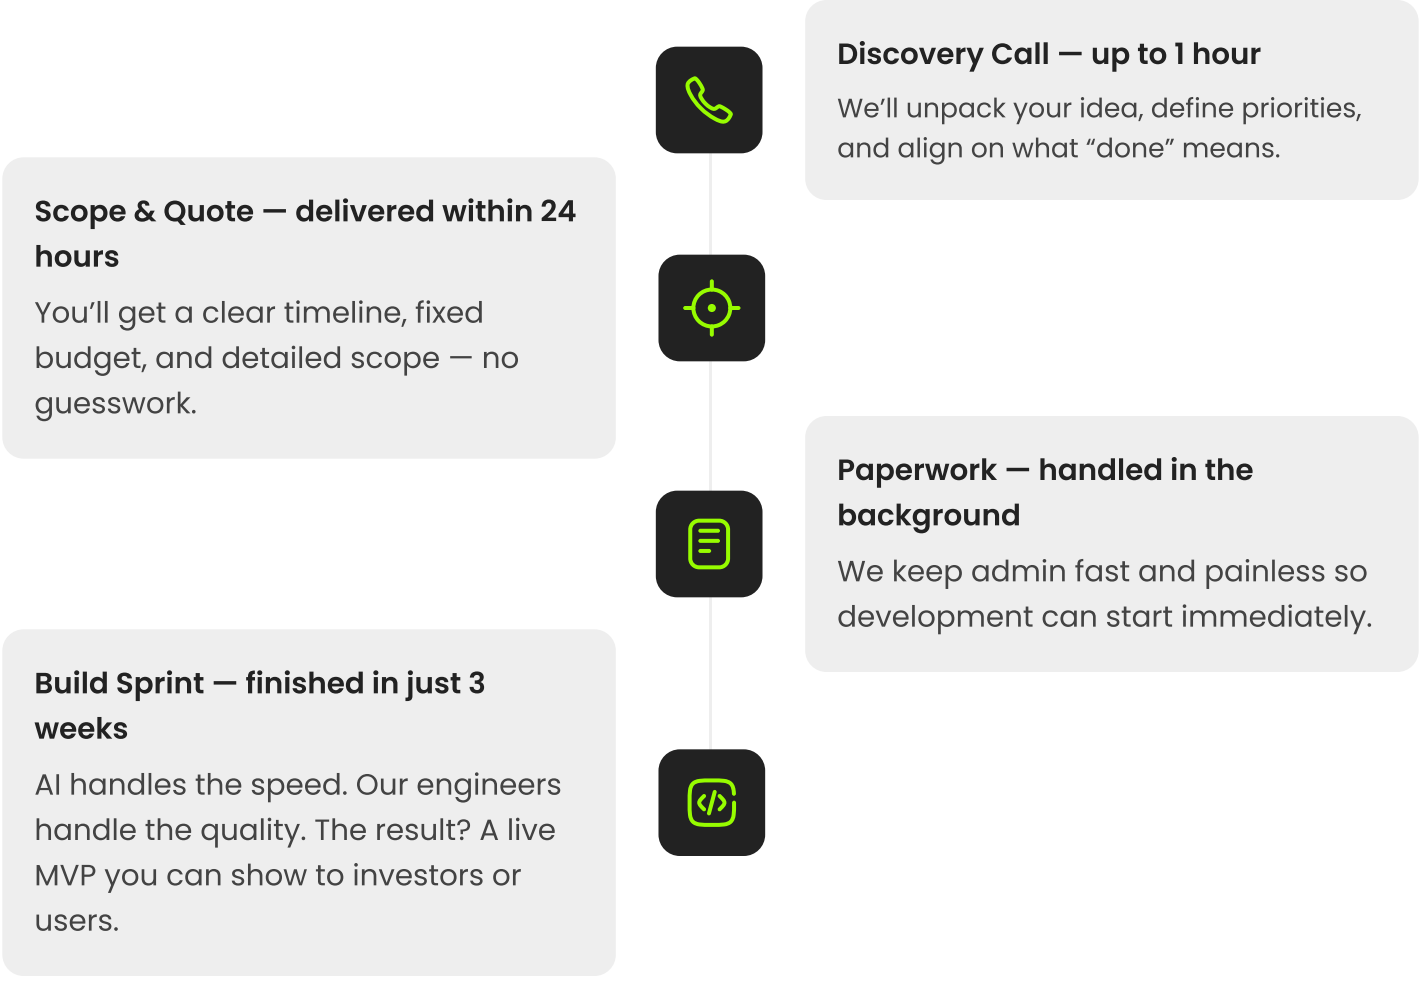 Discovery Call — up to 1 hour
We’ll unpack your idea, define priorities,
and align on what “done” means.
Scope & Quote — delivered within 24
hours
You’ll get a clear timeline, fixed
budget, and detailed scope — no
guesswork.
Paperwork — handled in the
background
We keep admin fast and painless so
development can start immediately.
Build Sprint — finished in just 3
weeks
AI handles the speed. Our engineers
handle the quality. The result? A live
MVP you can show to investors or
users.